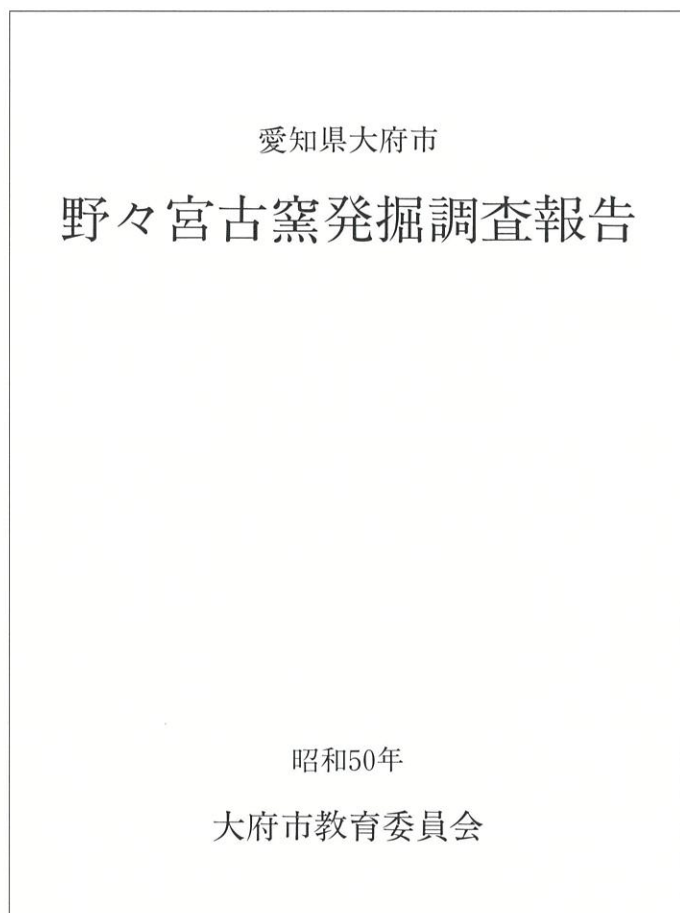 愛知県大府市
野々宮古窯発掘調査報告
昭和50年
大府市教育委員会